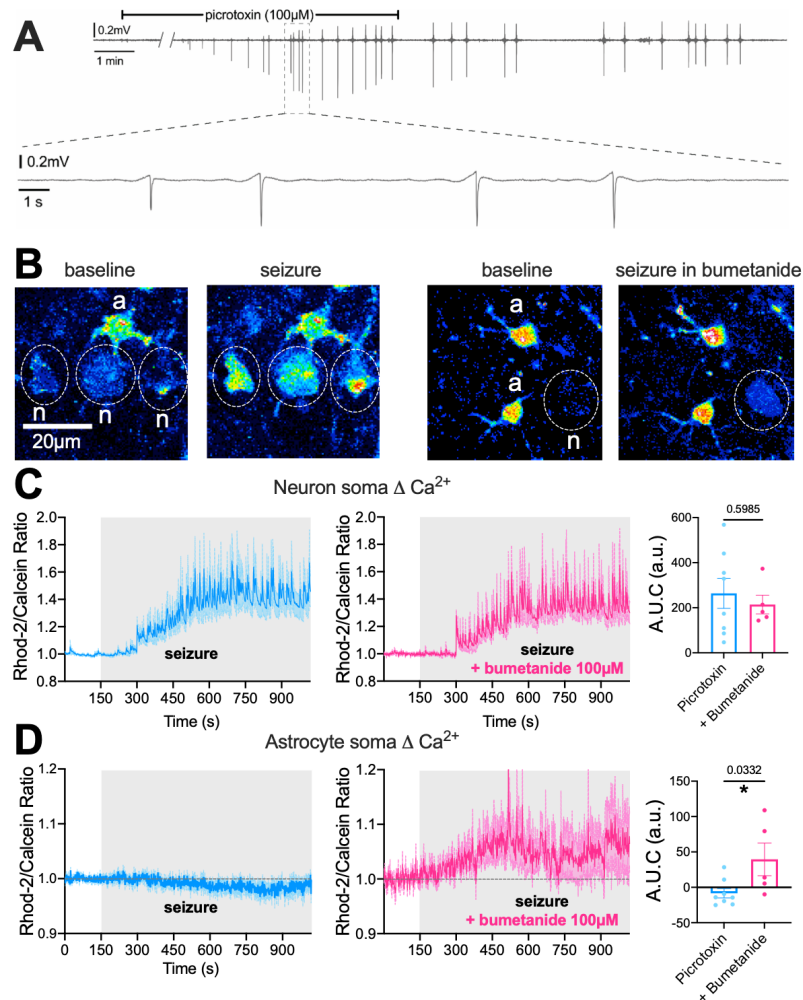 A
picrotoxin (100µM)
0.2mV
1 min
0.2mV
1 s
B
baseline
seizure
baseline
seizure in bumetanide
a
n
n
n
20µm
a
a
n
C
Neuron soma Δ Ca2+
Rhod-2/Calcein Ratio
2.0
1.8
1.6
1.4
1.2
1.0
0.8
seizure
150 300 450 600 750 900
Time (s)
Rhod-2/Calcein Ratio
2.0
1.8
1.6
1.4
1.2
1.0
0.8
seizure
+ bumetanide 100µM
150 300 450 600 750 900
Time (s)
A.U.C (a.u.)
0.5985
600
400
200
0
Picrotoxin
+ Bumetanide
D
Astrocyte soma Δ Ca2+
Rhod-2/Calcein Ratio
1.2
1.1
1.0
0.9
seizure
0 150 300 450 600 750 900
Time (s)
Rhod-2/Calcein Ratio
1.2
1.1
1.0
0.9
seizure
+ bumetanide 100µM
150 300 450 600 750 900
Time (s)
A.U.C (a.u.)
0.0332
*
150
100
50
0
-50
Picrotoxin
+ Bumetanide